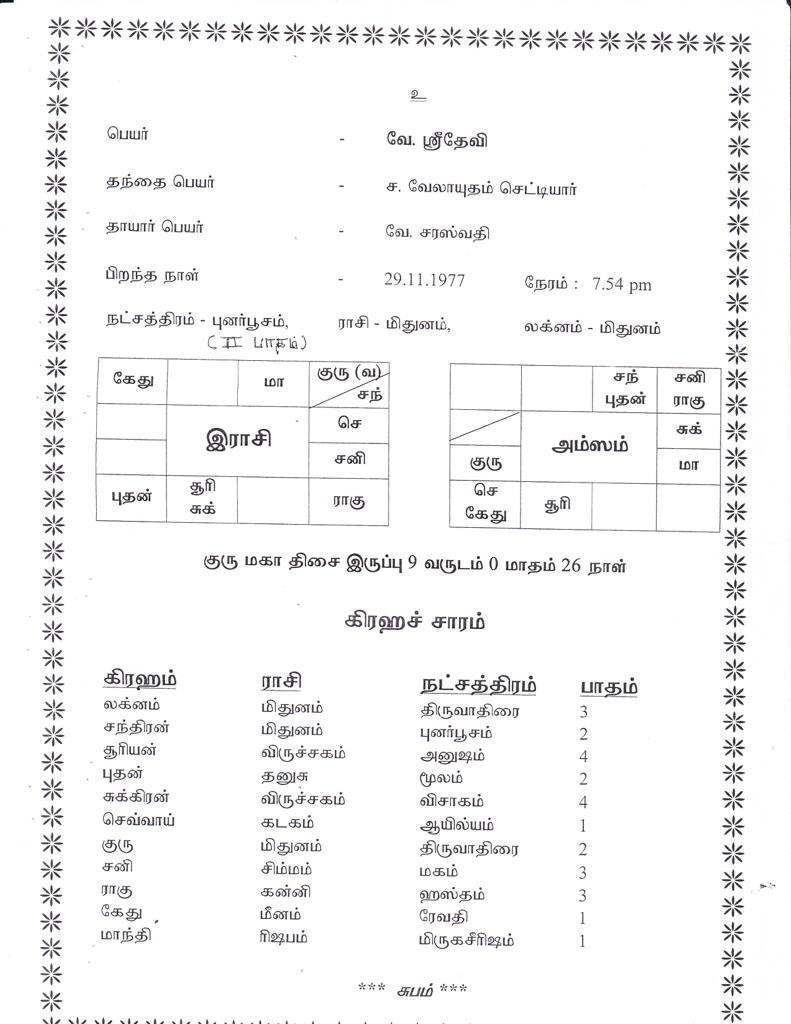 உ
பெயர் - வே. ஸ்ரீதேவி
தந்தை பெயர் - ச. வேலாயுதம் செட்டியார்
தாயார் பெயர் - வே. சரஸ்வதி
பிறந்த நாள் - 29.11.1977 நேரம் : 7.54 pm
நட்சத்திரம் - புனர்பூசம், ராசி - மிதுனம், லக்னம் - மிதுனம்
( II பாதம் )
கேது மா குரு (வ) சந்
செ
இராசி
சனி
புதன் சூரி சுக் ராகு
சந் புதன் சனி ராகு
சுக்
அம்ஸம்
குரு மா
செ கேது சூரி
குரு மகா திசை இருப்பு 9 வருடம் 0 மாதம் 26 நாள்
கிரஹச் சாரம்
கிரஹம் ராசி நட்சத்திரம் பாதம்
லக்னம் மிதுனம் திருவாதிரை 3
சந்திரன் மிதுனம் புனர்பூசம் 2
சூரியன் விருச்சகம் அனுஷம் 4
புதன் தனுசு மூலம் 2
சுக்கிரன் விருச்சகம் விசாகம் 4
செவ்வாய் கடகம் ஆயில்யம் 1
குரு மிதுனம் திருவாதிரை 2
சனி சிம்மம் மகம் 3
ராகு கன்னி ஹஸ்தம் 3
கேது மீனம் ரேவதி 1
மாந்தி ரிஷபம் மிருகசீரிஷம் 1
*** சுபம் ***